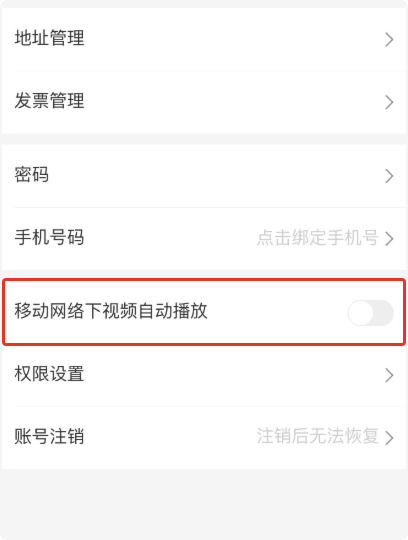 地址管理
发票管理
密码
手机号码 点击绑定手机号
移动网络下视频自动播放
权限设置
账号注销 注销后无法恢复